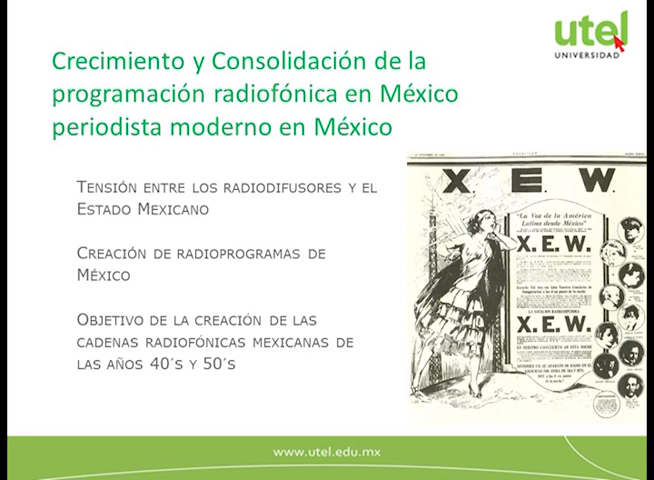 utel
UNIVERSIDAD
Crecimiento y Consolidación de la
programación radiofónica en México
periodista moderno en México
TENSIÓN ENTRE LOS RADIODIFUSORES Y EL
ESTADO MEXICANO
CREACIÓN DE RADIOPROGRAMAS DE
MÉXICO
OBJETIVO DE LA CREACIÓN DE LAS
CADENAS RADIOFÓNICAS MEXICANAS DE
LAS AÑOS 40´S Y 50´S
X. E. W.
"La Voz de la América
Latina desde México"
X.E.W.
X.E.W.
www.utel.edu.mx